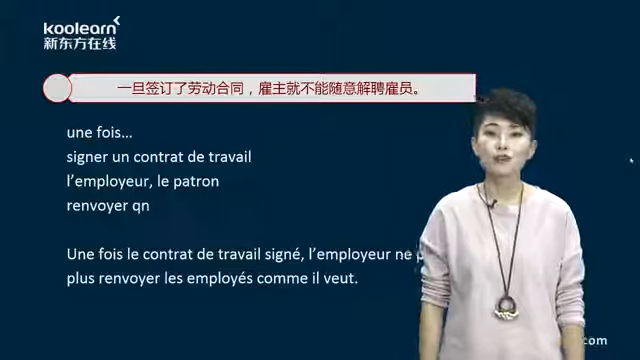 koolearn
新东方在线
一旦签订了劳动合同，雇主就不能随意解聘雇员。
une fois...
signer un contrat de travail
l’employeur, le patron
renvoyer qn
Une fois le contrat de travail signé, l’employeur ne
plus renvoyer les employés comme il veut.
.com